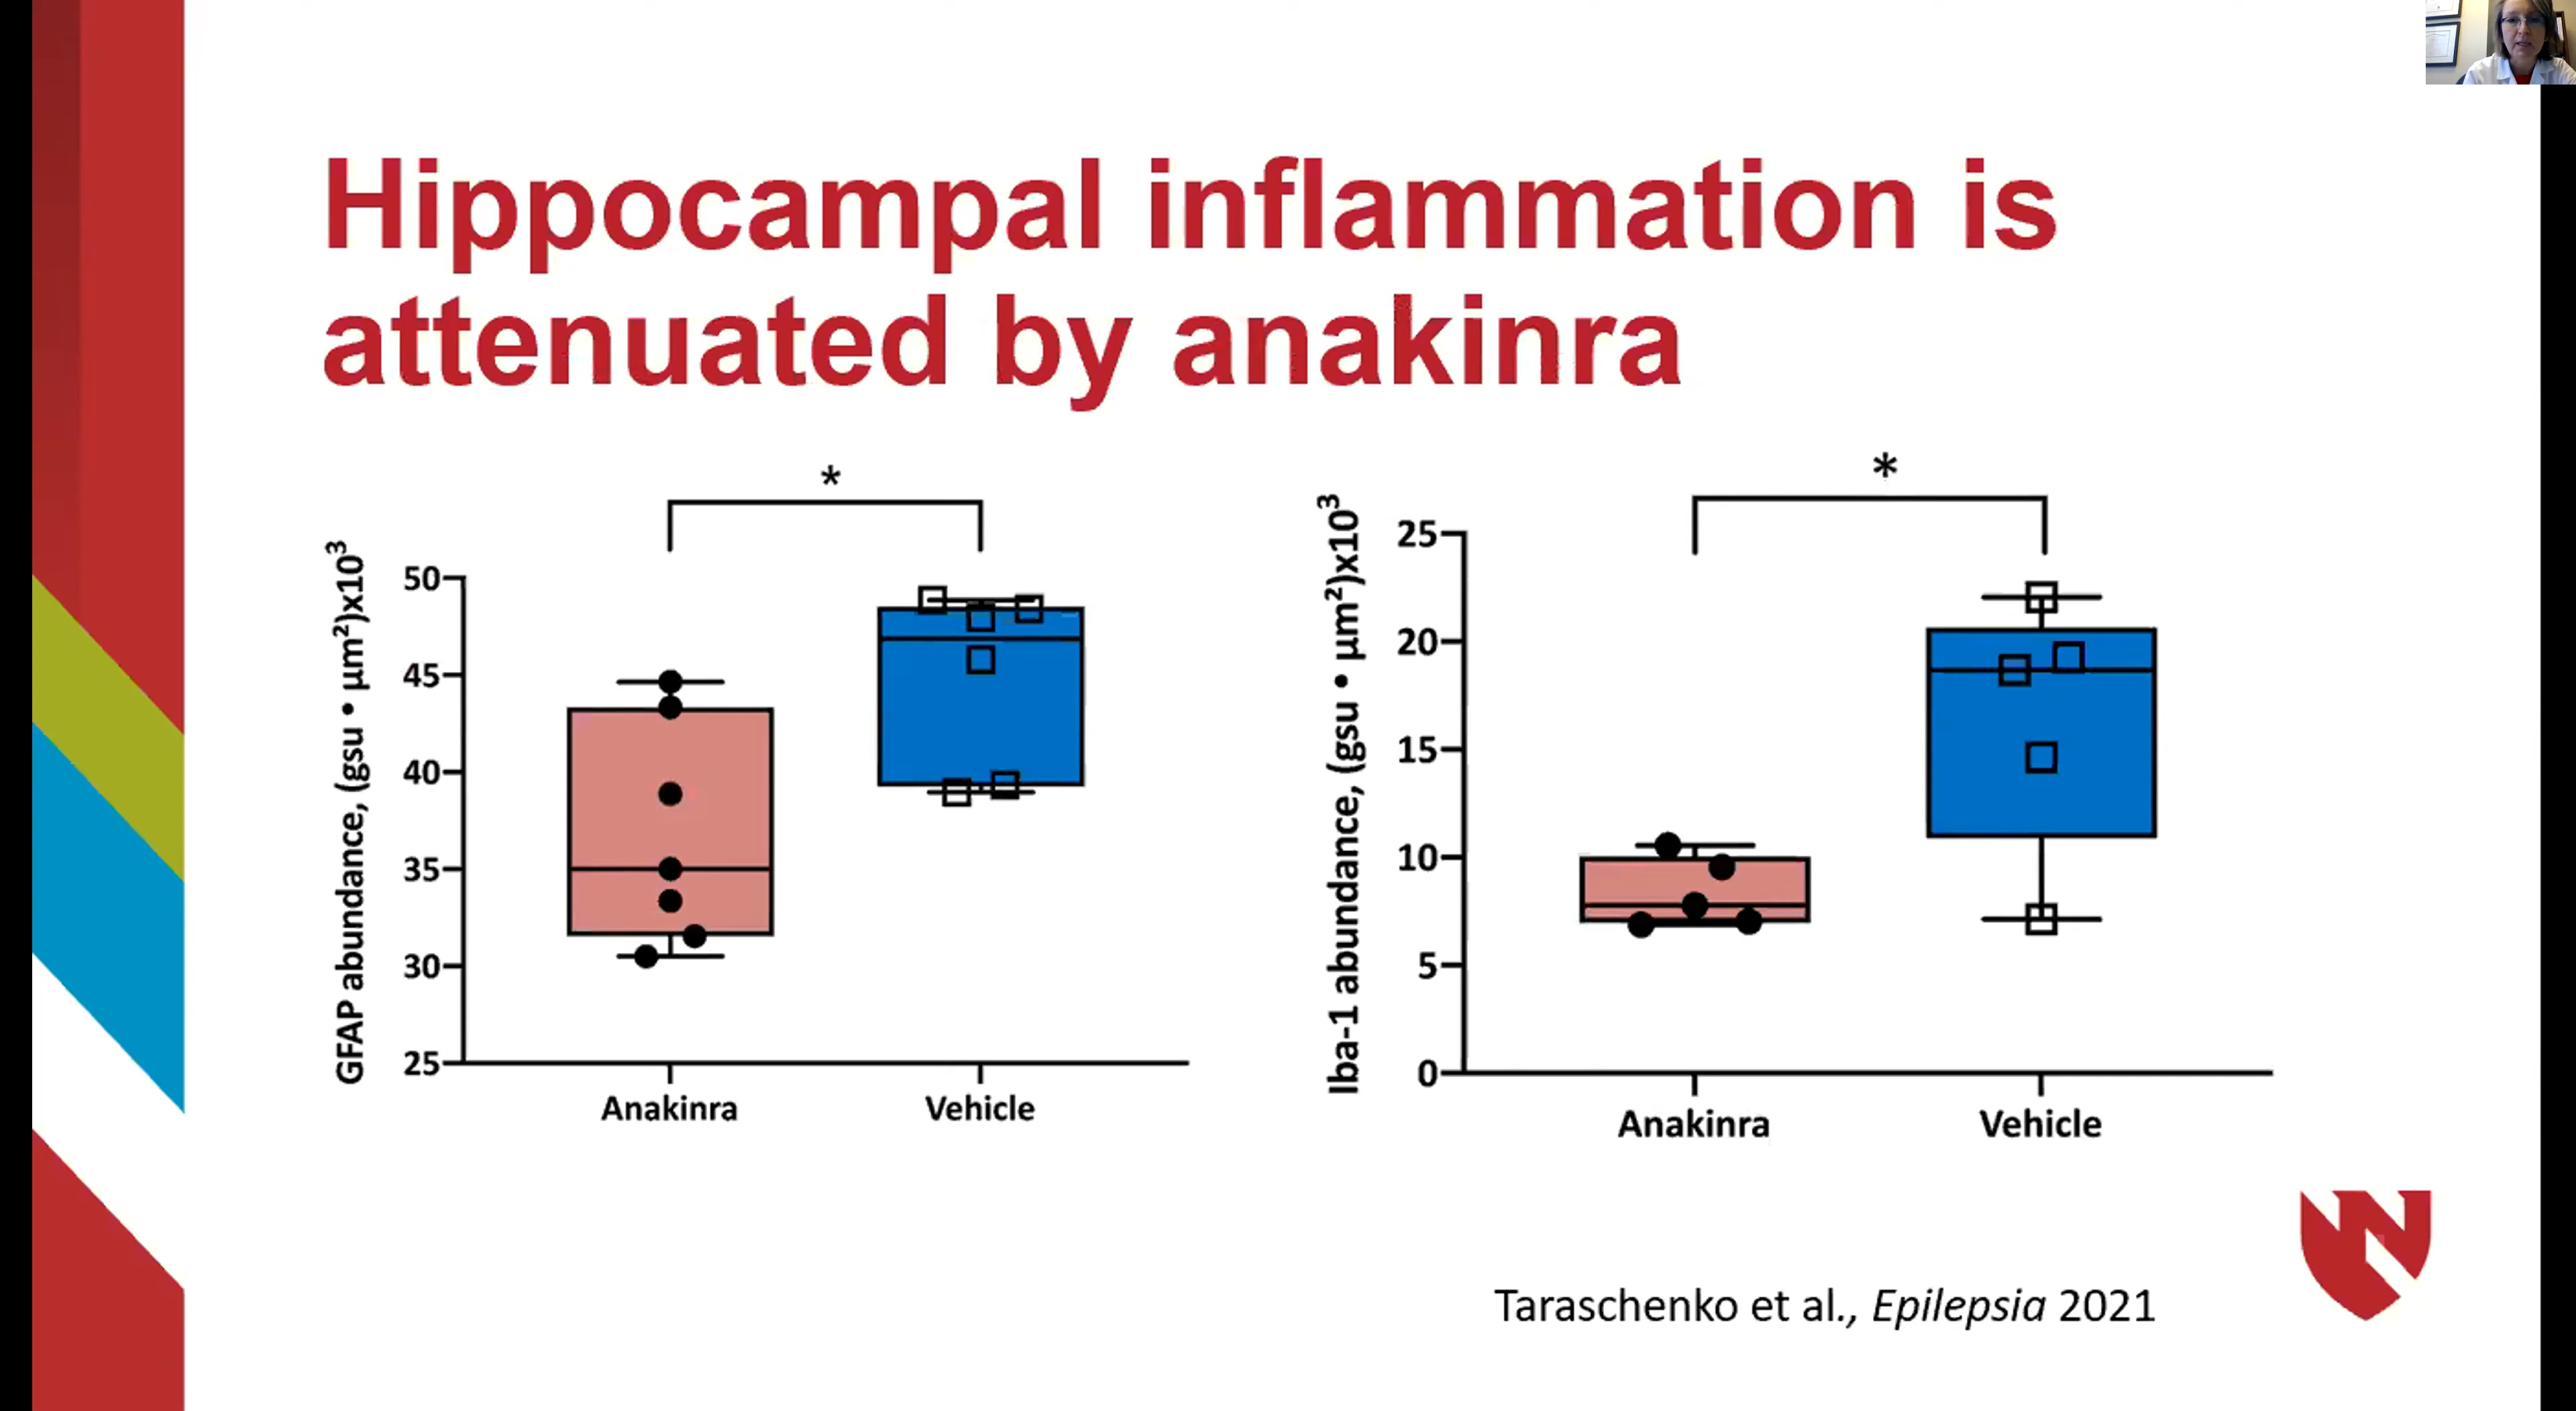 Hippocampal inflammation is
attenuated by anakinra
*
GFAP abundance, (gsu • µm²)x10³
50
45
40
35
30
25
Anakinra
Vehicle
*
Iba-1 abundance, (gsu • µm²)x10³
25
20
15
10
5
0
Anakinra
Vehicle
N
Taraschenko et al., Epilepsia 2021